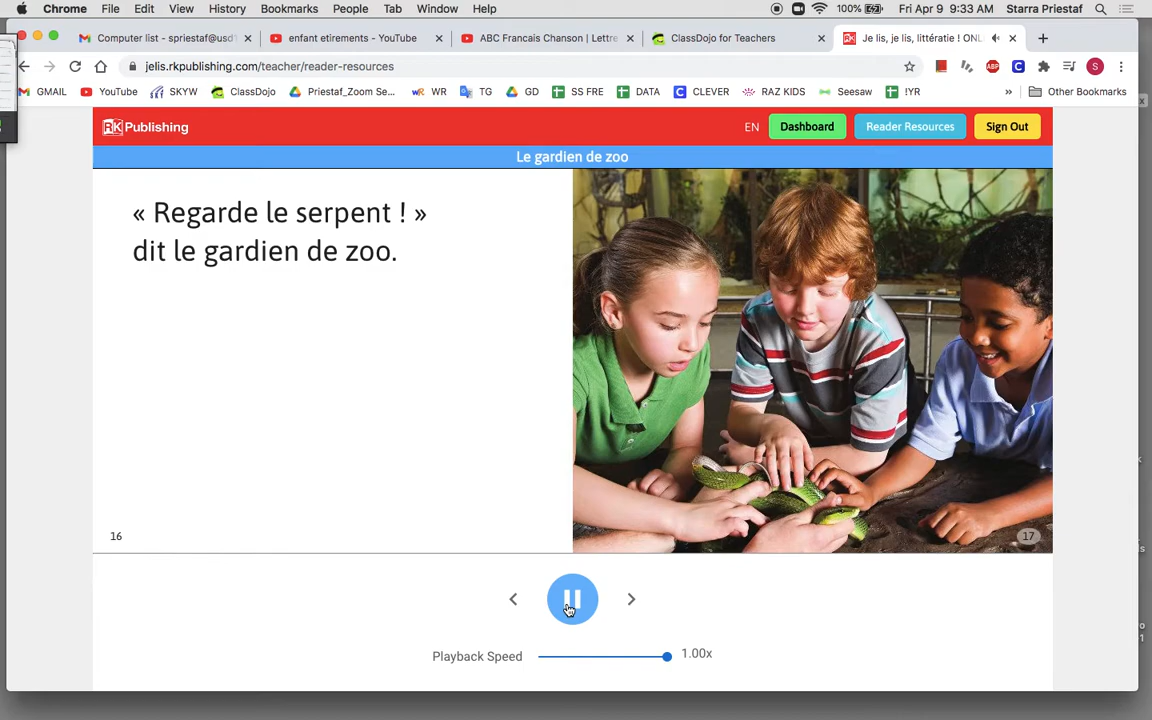 Chrome File Edit View History Bookmarks People Tab Window Help 100% Fri Apr 9 9:33 AM Starra Priestaf
Computer list - spriestaf@usd enfant etirements - YouTube ABC Francais Chanson | Lettre ClassDojo for Teachers Je lis, je lis, littératie ! ONL
jelis.rkpublishing.com/teacher/reader-resources
GMAIL YouTube SKYW ClassDojo Priestaf_Zoom Se... WR TG GD SS FRE DATA CLEVER RAZ KIDS Seesaw !YR » Other Bookmarks
RK Publishing EN Dashboard Reader Resources Sign Out
Le gardien de zoo
« Regarde le serpent ! »
dit le gardien de zoo.
16 17
Playback Speed 1.00x